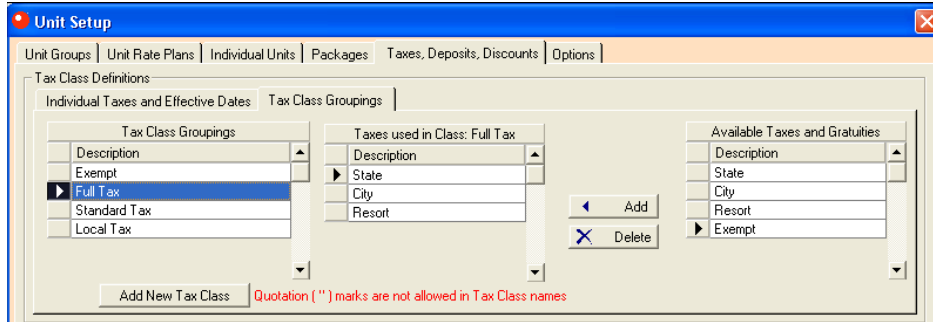 Unit Setup
Unit Groups Unit Rate Plans Individual Units Packages Taxes, Deposits, Discounts Options
Tax Class Definitions
Individual Taxes and Effective Dates Tax Class Groupings
Tax Class Groupings
Description
Exempt
Full Tax
Standard Tax
Local Tax
Add New Tax Class
Quotation ( " ) marks are not allowed in Tax Class names
Taxes used in Class: Full Tax
Description
State
City
Resort
Add
Delete
Available Taxes and Gratuities
Description
State
City
Resort
Exempt